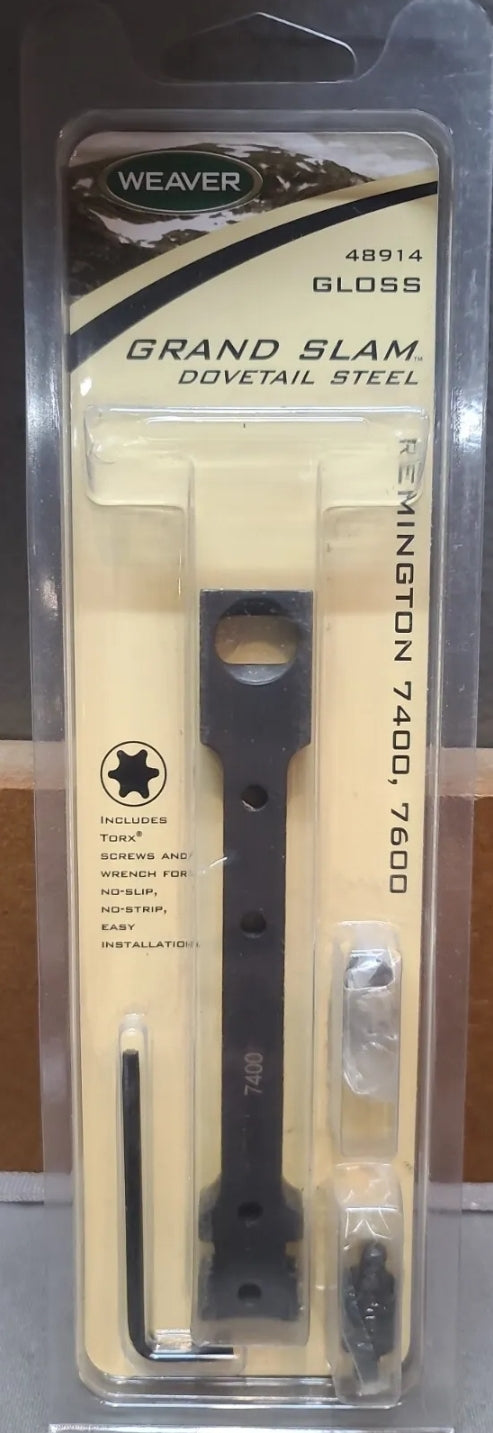 WEAVER
48914
GLOSS
GRAND SLAM™
DOVETAIL STEEL
REMINGTON 7400, 7600
INCLUDES
TORX®
SCREWS AND
WRENCH FOR
NO-SLIP,
NO-STRIP,
EASY
INSTALLATION
7400